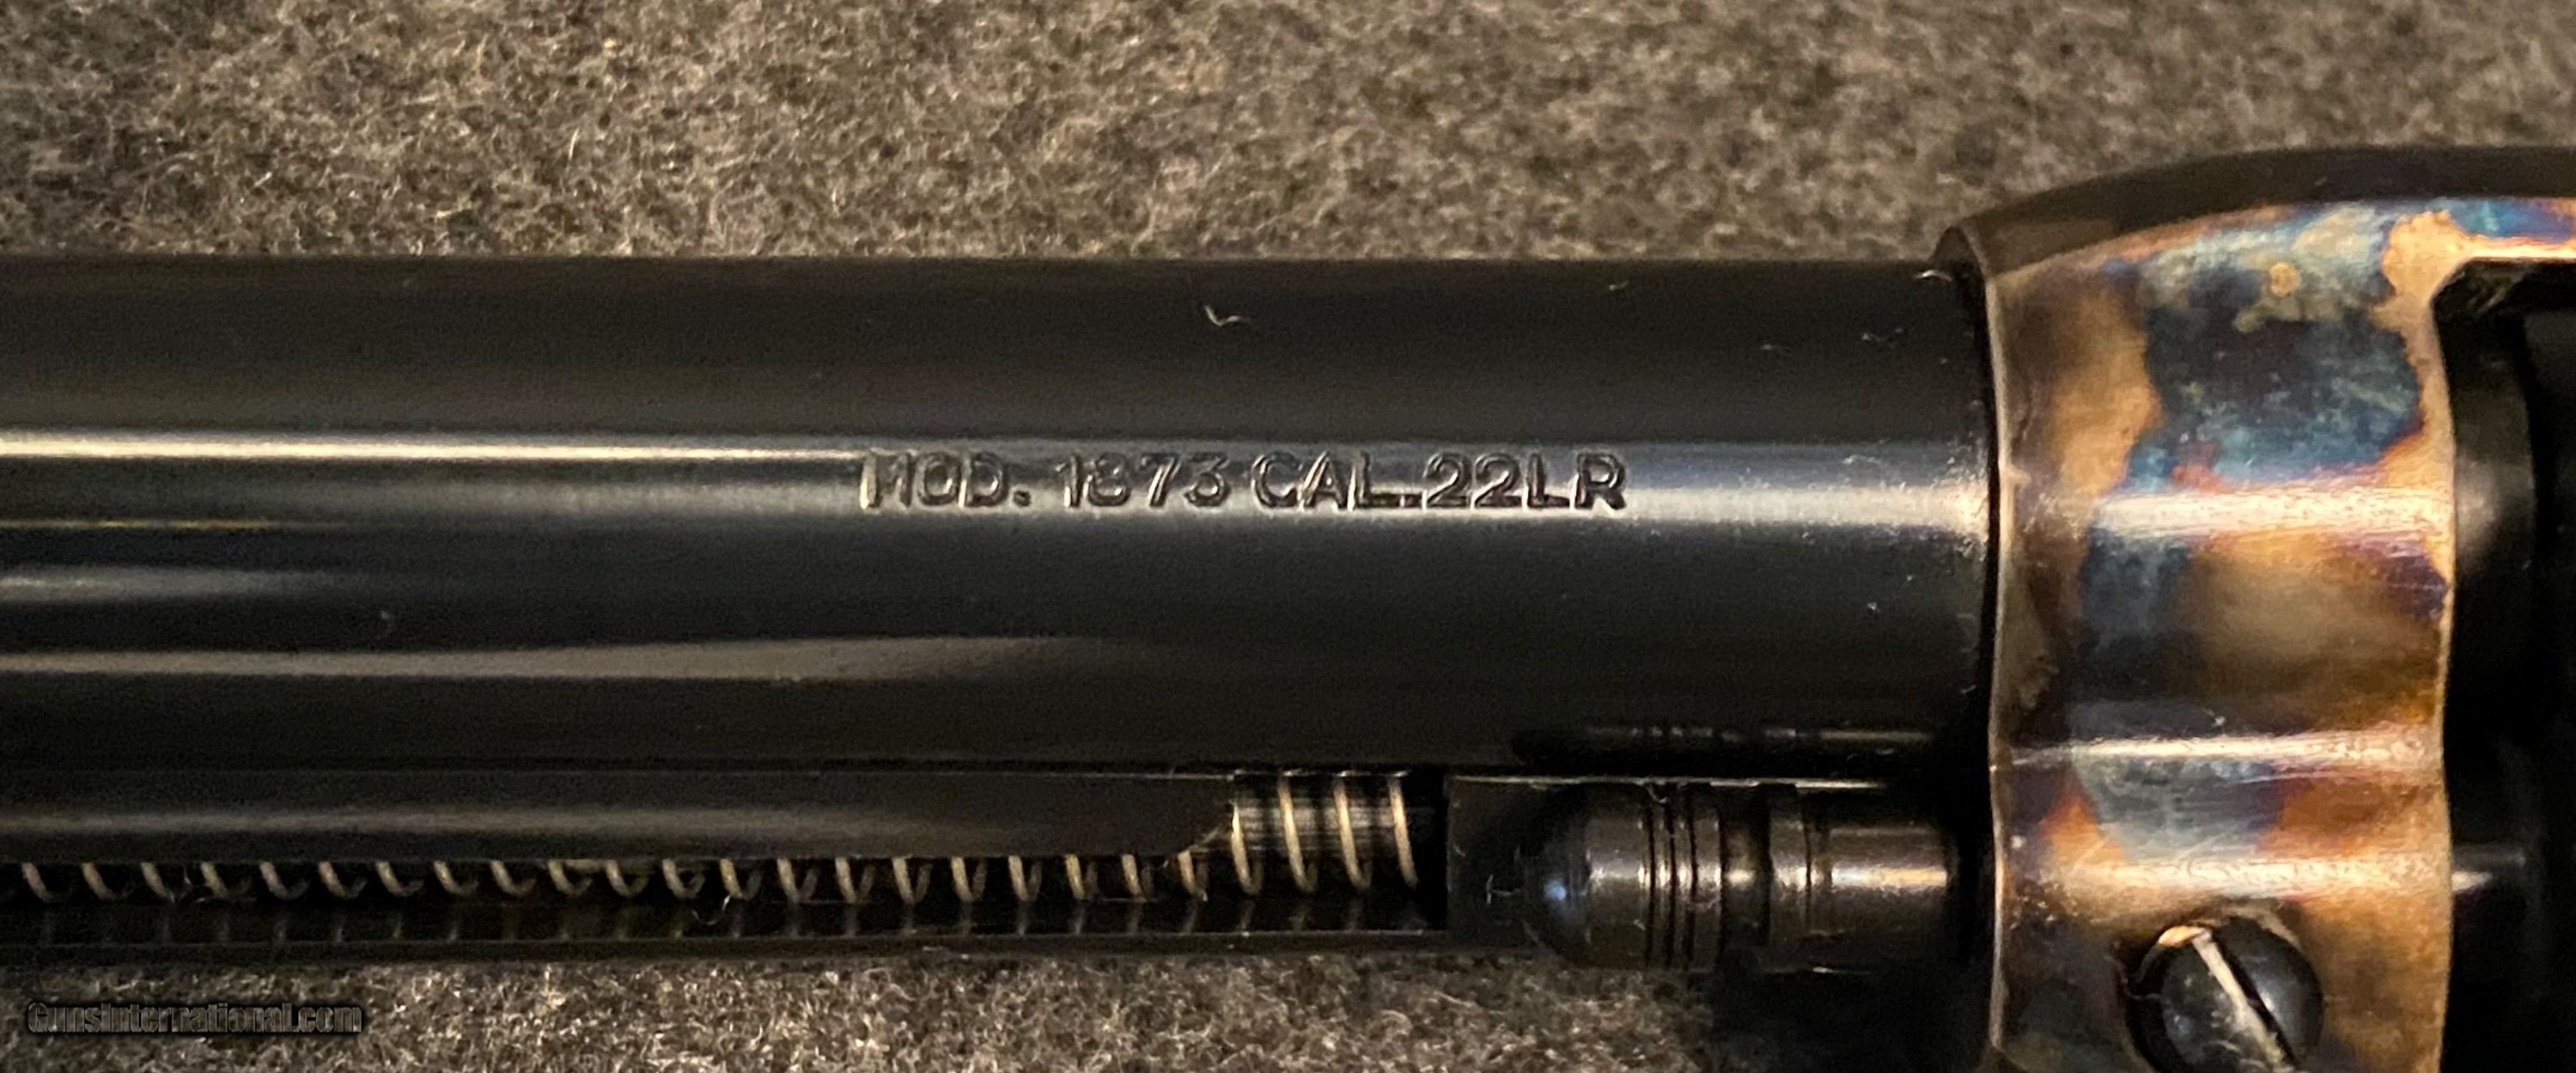 MOD. 1873 CAL.22LR
GunsInternational.com